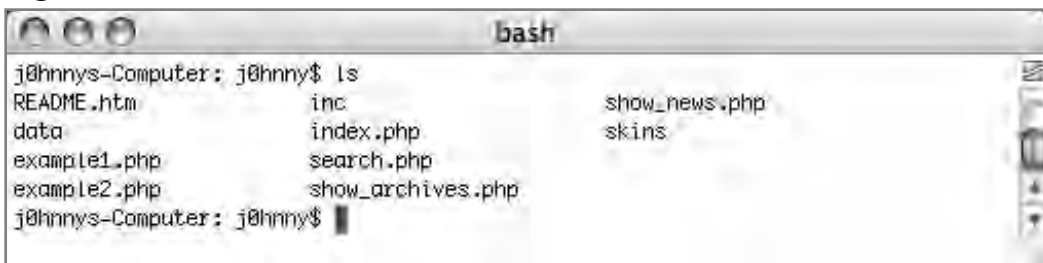 bash
j0hnnys-Computer: j0hnny$ ls
README.htm inc show_news.php
data index.php skins
example1.php search.php
example2.php show_archives.php
j0hnnys-Computer: j0hnny$